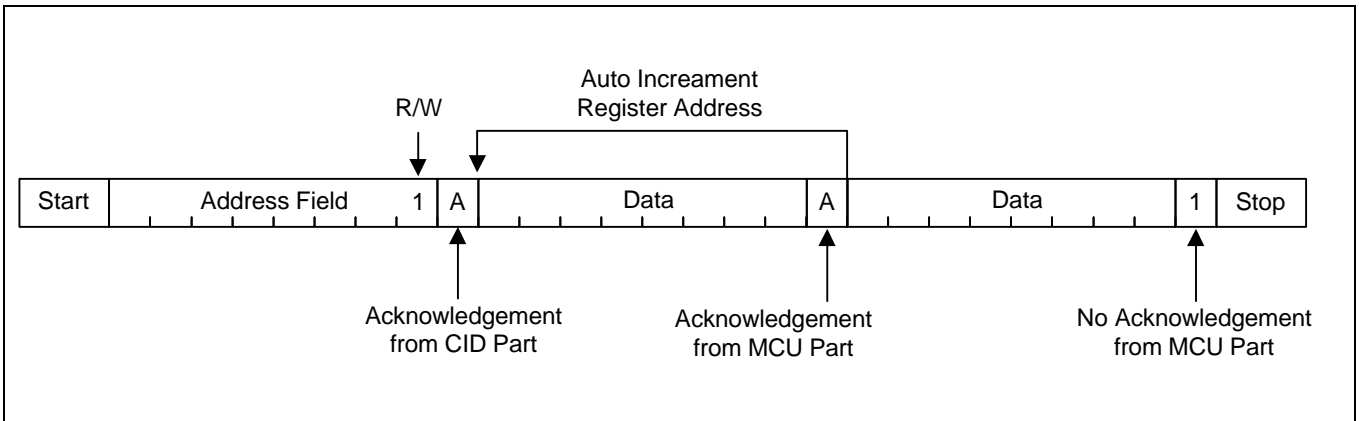 Auto Increament
Register Address
R/W
Start Address Field 1 A Data A Data 1 Stop
Acknowledgement
from CID Part
Acknowledgement
from MCU Part
No Acknowledgement
from MCU Part